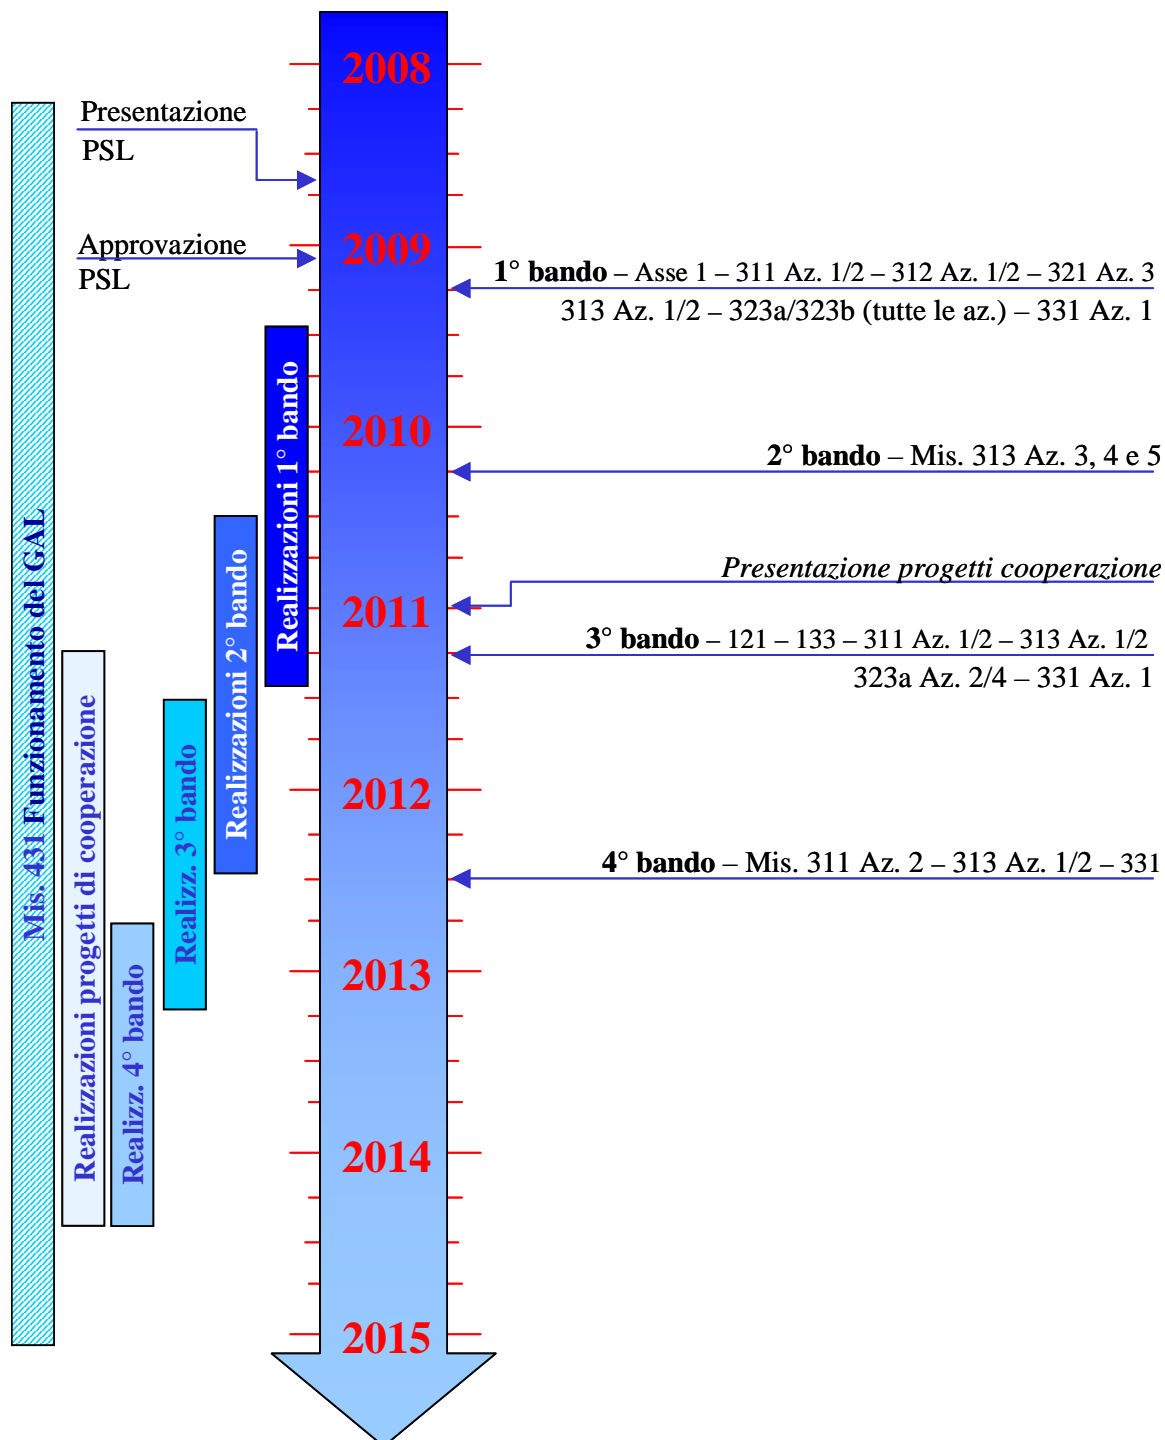 2008
Presentazione
PSL
Approvazione
PSL
2009
1° bando – Asse 1 – 311 Az. 1/2 – 312 Az. 1/2 – 321 Az. 3
313 Az. 1/2 – 323a/323b (tutte le az.) – 331 Az. 1
2010
2° bando – Mis. 313 Az. 3, 4 e 5
Presentazione progetti cooperazione
2011
3° bando – 121 – 133 – 311 Az. 1/2 – 313 Az. 1/2
323a Az. 2/4 – 331 Az. 1
2012
4° bando – Mis. 311 Az. 2 – 313 Az. 1/2 – 331
2013
2014
2015
Mis. 431 Funzionamento del GAL
Realizzazioni progetti di cooperazione
Realizz. 4° bando
Realizz. 3° bando
Realizzazioni 2° bando
Realizzazioni 1° bando